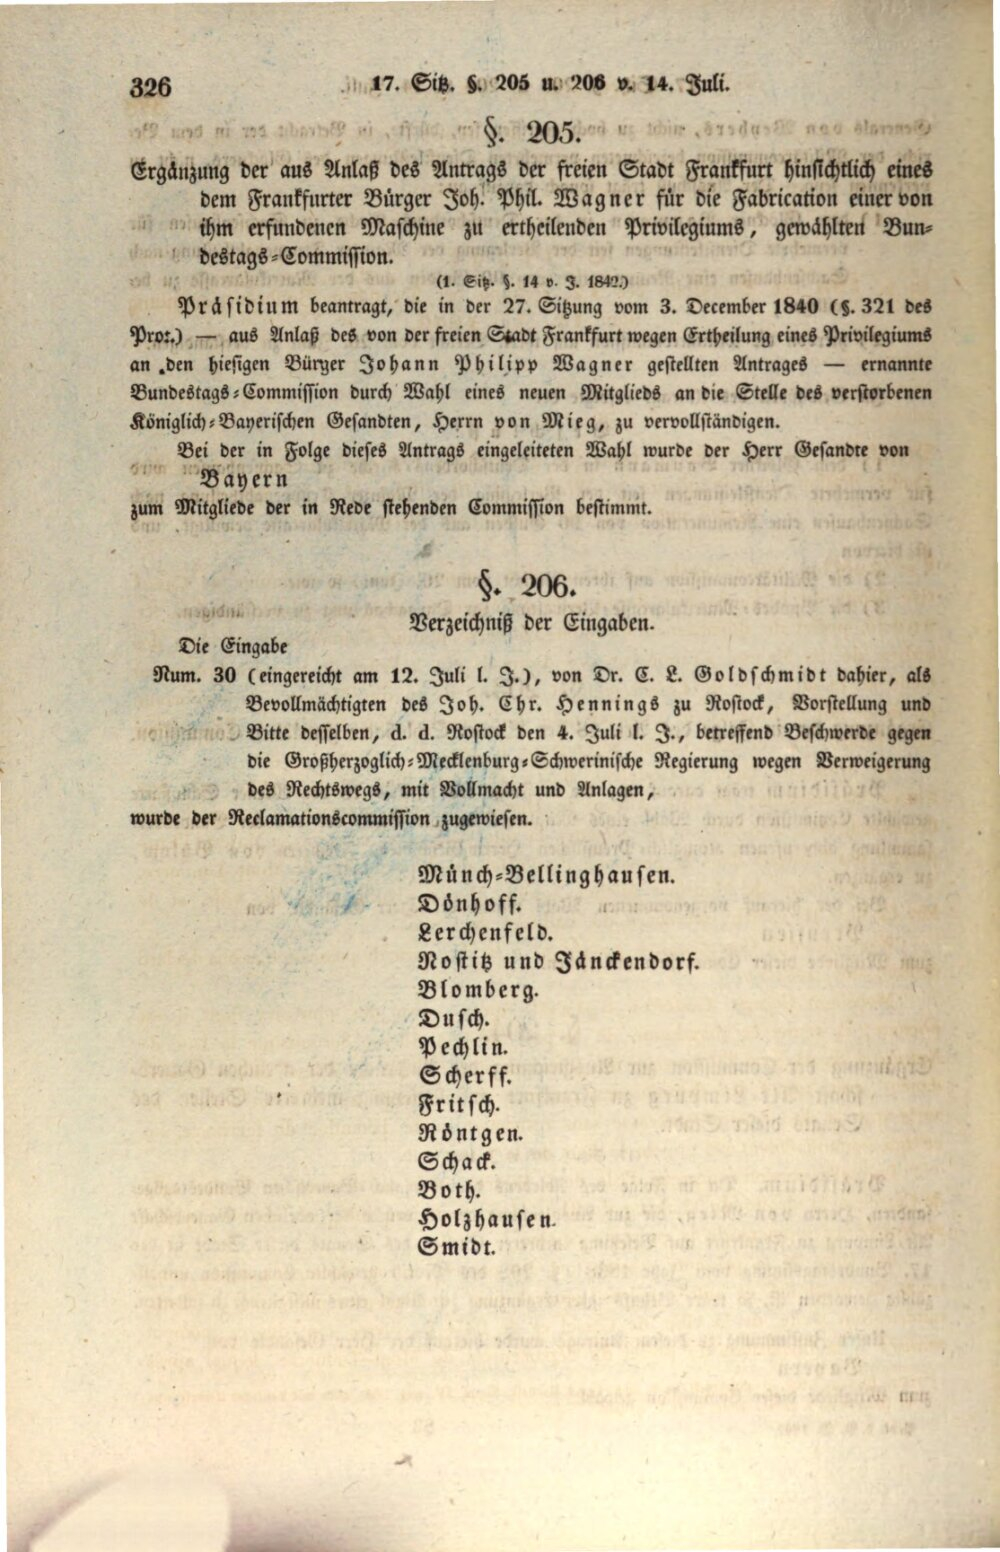 326 17. Sitz. §. 205 u. 206 v. 14. Juli.
§. 205.
Ergänzung der aus Anlaß des Antrags der freien Stadt Frankfurt hinsichtlich eines
dem Frankfurter Bürger Joh. Phil. Wagner für die Fabrication einer von
ihm erfundenen Maschine zu ertheilenden Privilegiums, gewählten Bun-
destags-Commission.
(1. Sitz. §. 14 v. J. 1842.)
Präsidium beantragt, die in der 27. Sitzung vom 3. December 1840 (§. 321 des
Prot.) — aus Anlaß des von der freien Stadt Frankfurt wegen Ertheilung eines Privilegiums
an den hiesigen Bürger Johann Philipp Wagner gestellten Antrages — ernannte
Bundestags-Commission durch Wahl eines neuen Mitglieds an die Stelle des verstorbenen
Königlich-Bayerischen Gesandten, Herrn von Mieg, zu vervollständigen.
Bei der in Folge dieses Antrags eingeleiteten Wahl wurde der Herr Gesandte von
Bayern
zum Mitgliede der in Rede stehenden Commission bestimmt.
§. 206.
Verzeichniß der Eingaben.
Die Eingabe
Num. 30 (eingereicht am 12. Juli l. J.), von Dr. C. L. Goldschmidt dahier, als
Bevollmächtigten des Joh. Chr. Hennings zu Rostock, Vorstellung und
Bitte desselben, d. d. Rostock den 4. Juli l. J., betreffend Beschwerde gegen
die Großherzoglich-Mecklenburg-Schwerinische Regierung wegen Verweigerung
des Rechtswegs, mit Vollmacht und Anlagen,
wurde der Reclamationscommission zugewiesen.
Münch-Bellinghausen.
Dönhoff.
Lerchenfeld.
Nostitz und Jänckendorf.
Blomberg.
Dusch.
Pechlin.
Scherff.
Fritsch.
Röntgen.
Schack.
Both.
Holzhausen.
Smidt.